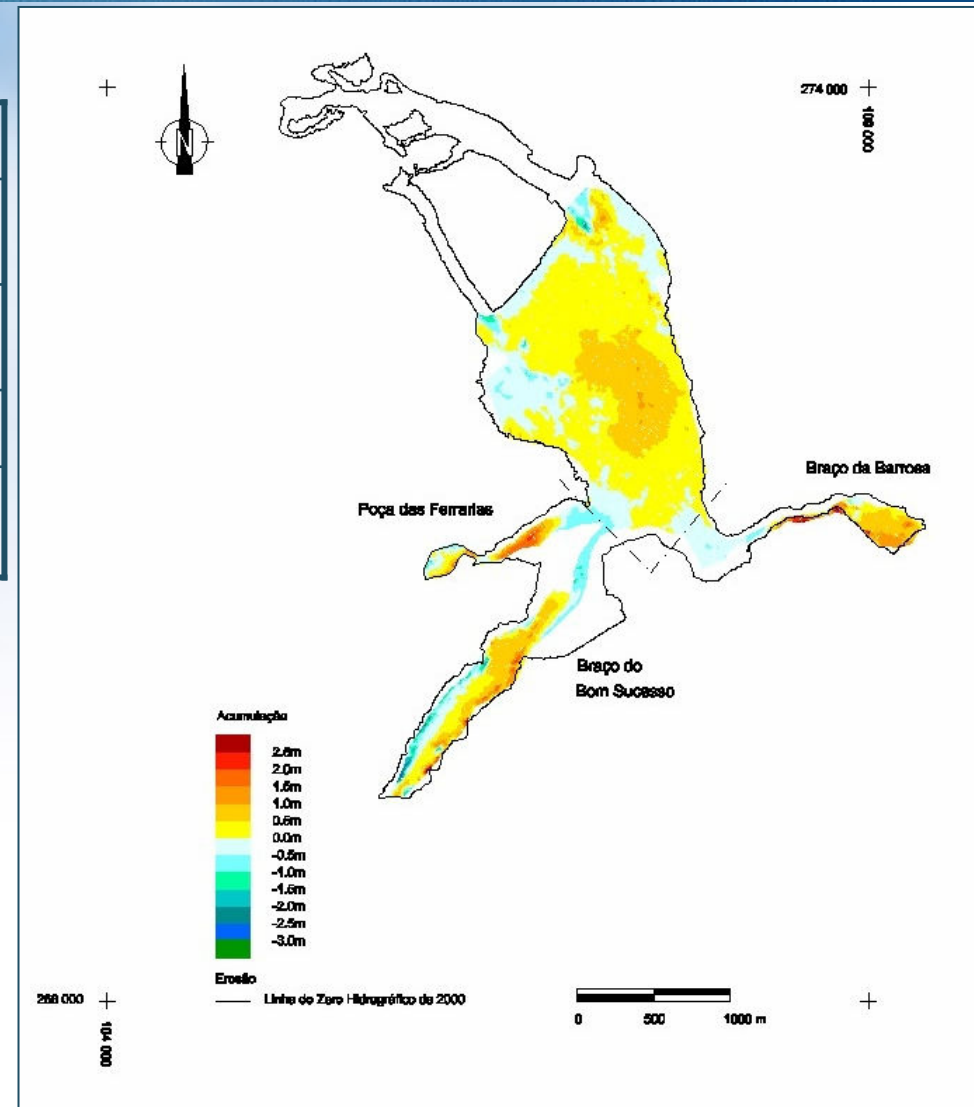 N
274 000
109 000
Braço da Barrosa
Poça das Ferrarias
Braço do
Bom Sucesso
Acumulação
2.5m
2.0m
1.5m
1.0m
0.5m
0.0m
-0.5m
-1.0m
-1.5m
-2.0m
-2.5m
-3.0m
Erosão
Linha de Zero Hidrográfico de 2000
268 000
104 000
0 500 1000 m